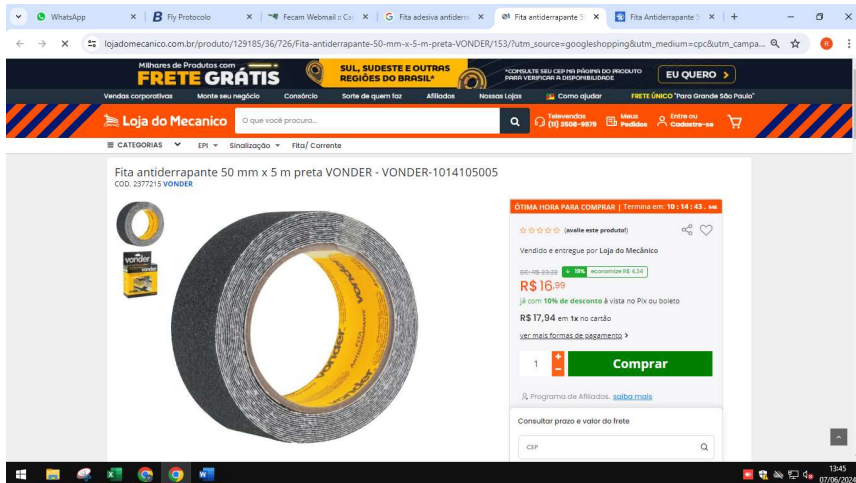 WhatsApp
Fly Protocolo
Fecam Webmail :: Cai
Fita adesiva antiderra
Fita antiderrapante 5
Fita Antiderrapante 5
lojadomecanico.com.br/produto/129185/36/726/Fita-antiderrapante-50-mm-x-5-m-preta-VONDER/153/?utm_source=googleshopping&utm_medium=cpc&utm_campa...
R
Milhares de Produtos com
FRETE GRÁTIS
SUL, SUDESTE E OUTRAS
REGIÕES DO BRASIL*
*CONSULTE SEU CEP NA PÁGINA DO PRODUTO
PARA VERIFICAR A DISPONIBILIDADE
EU QUERO
Vendas corporativas
Monte seu negócio
Consórcio
Sorte de quem faz
Afiliados
Nossas Lojas
Como ajudar
FRETE ÚNICO "Para Grande São Paulo"
Loja do Mecanico
O que você procura...
Televendas
(11) 3508-9979
Meus
Pedidos
Entre ou
Cadastre-se
CATEGORIAS
EPI
Sinalização
Fita/ Corrente
Fita antiderrapante 50 mm x 5 m preta VONDER - VONDER-1014105005
COD. 2377215 VONDER
ÓTIMA HORA PARA COMPRAR | Termina em: 10 : 14 : 43 .
(avalie este produto!)
Vendido e entregue por Loja do Mecânico
19%
economize R$ 4,34
R$16,99
já com 10% de desconto à vista no Pix ou boleto
R$ 17,94 em 1x no cartão
ver mais formas de pagamento >
1
+
-
Comprar
Programa de Afiliados. saiba mais
Consultar prazo e valor do frete
CEP
vonder
vonder
vonder
FITA
ANTIDERRAPANTE
13:45
07/06/2024